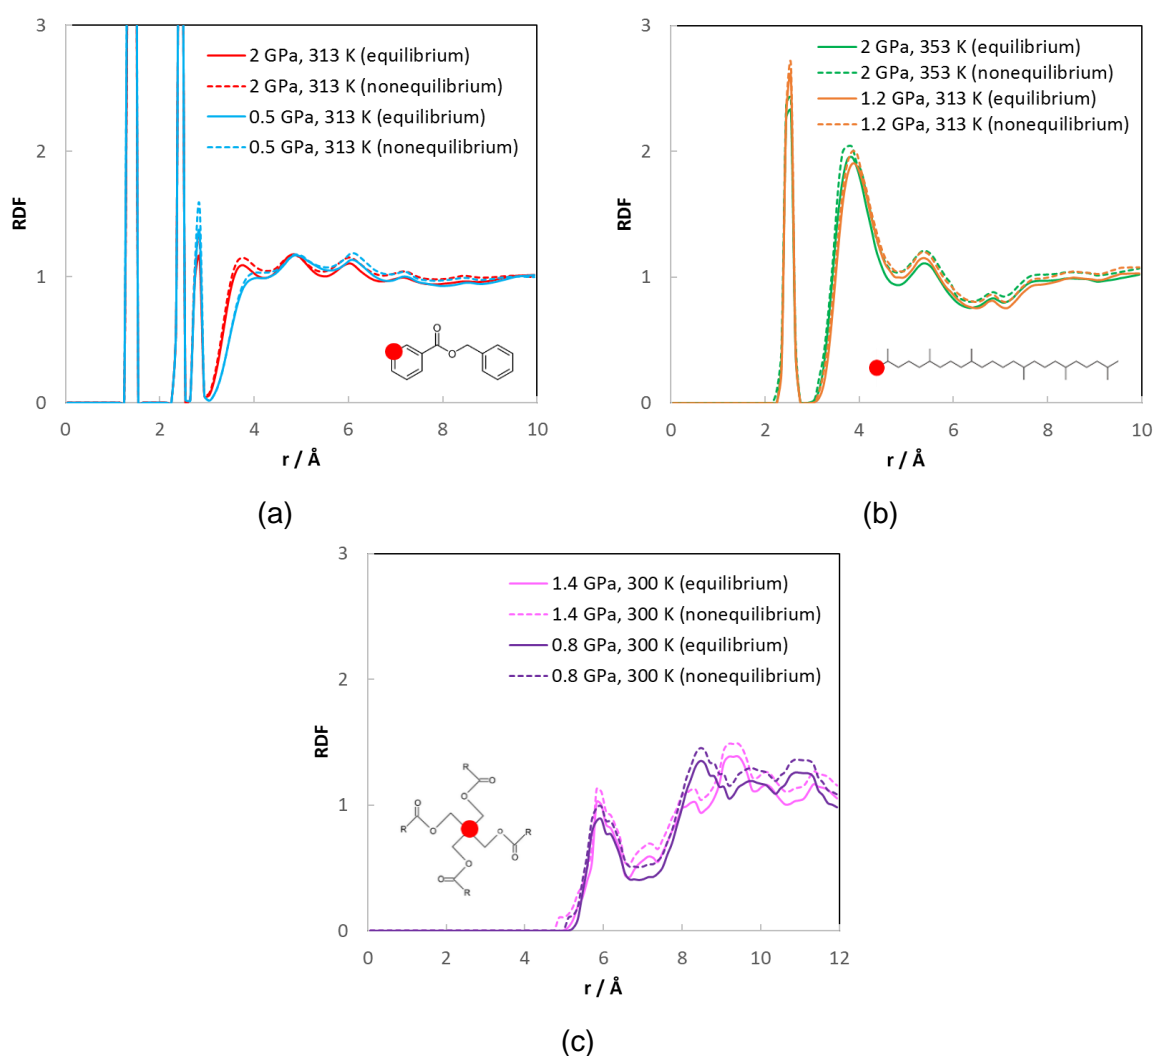 3
2
1
0
RDF
2 GPa, 313 K (equilibrium)
2 GPa, 313 K (nonequilibrium)
0.5 GPa, 313 K (equilibrium)
0.5 GPa, 313 K (nonequilibrium)
O
O
0 2 4 6 8 10
r / Å
(a)
3
2
1
0
RDF
2 GPa, 353 K (equilibrium)
2 GPa, 353 K (nonequilibrium)
1.2 GPa, 313 K (equilibrium)
1.2 GPa, 313 K (nonequilibrium)
0 2 4 6 8 10
r / Å
(b)
3
2
1
0
RDF
1.4 GPa, 300 K (equilibrium)
1.4 GPa, 300 K (nonequilibrium)
0.8 GPa, 300 K (equilibrium)
0.8 GPa, 300 K (nonequilibrium)
R
O
O
O
R
O
O
R
O
O
O
R
0 2 4 6 8 10 12
r / Å
(c)